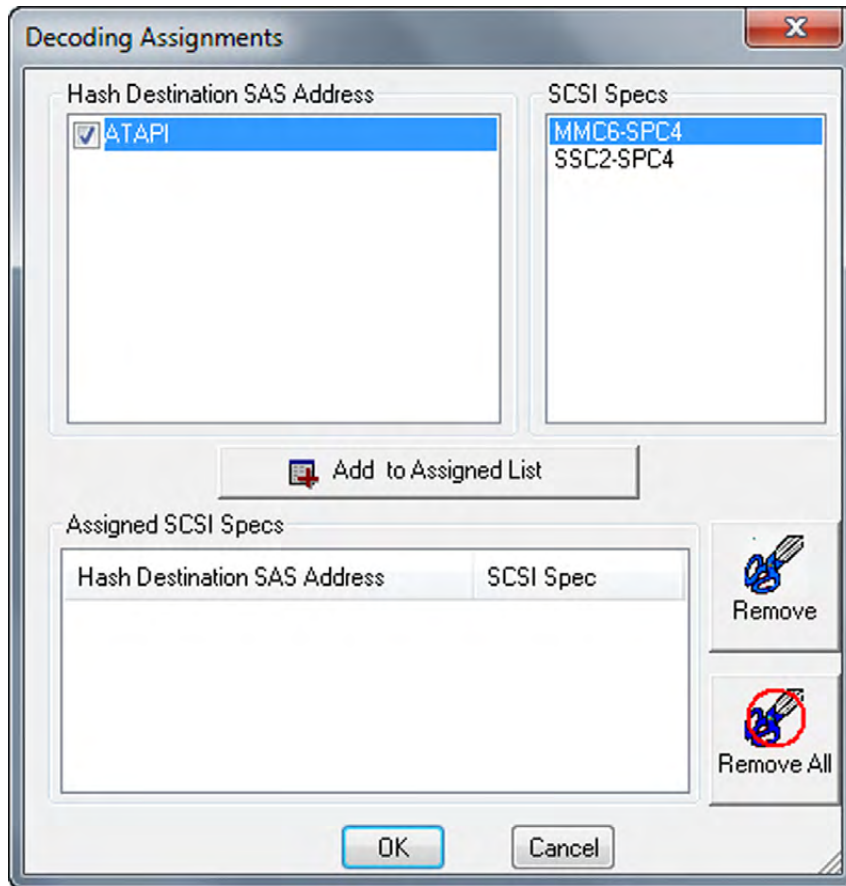 Decoding Assignments
Hash Destination SAS Address
SCSI Specs
ATAPI
MMC6-SPC4
SSC2-SPC4
Add to Assigned List
Assigned SCSI Specs
Hash Destination SAS Address
SCSI Spec
Remove
Remove All
OK
Cancel